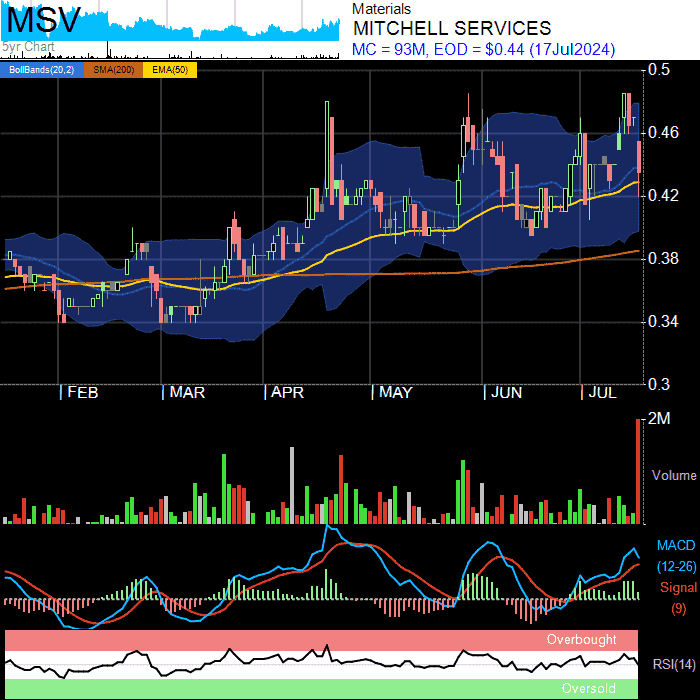 MSV
5yr Chart
Materials
MITCHELL SERVICES
MC = 93M, EOD = $0.44 (17Jul2024)
BollBands(20,2) SMA(200) EMA(50)
0.5
0.46
0.42
0.38
0.34
0.3
FEB MAR APR MAY JUN JUL
2M
Volume
MACD
(12-26)
Signal
(9)
Overbought
RSI(14)
Oversold